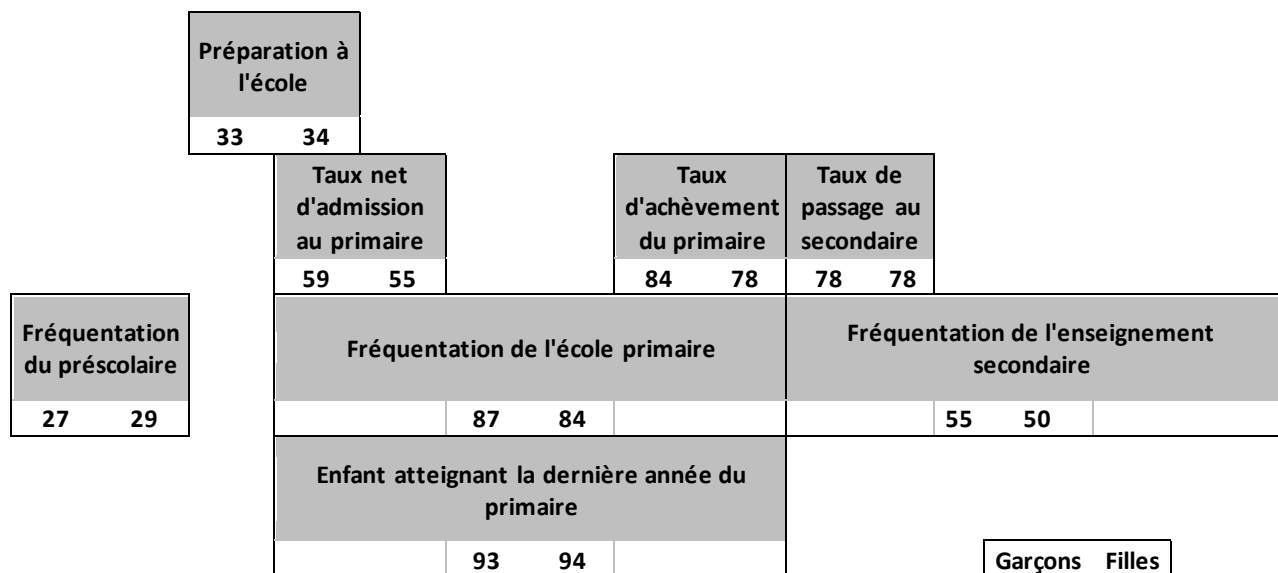 Préparation à
l'école
33 34
Taux net
d'admission
au primaire
59 55
Taux
d'achèvement
du primaire
84 78
Taux de
passage au
secondaire
78 78
Fréquentation
du préscolaire
27 29
Fréquentation de l'école primaire
87 84
Fréquentation de l'enseignement
secondaire
55 50
Enfant atteignant la dernière année du
primaire
93 94
Garçons Filles